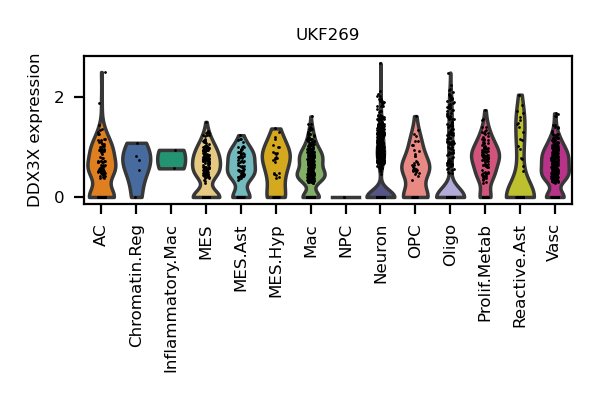 UKF269
DDX3X expression
2
0
AC
Chromatin.Reg
Inflammatory.Mac
MES
MES.Ast
MES.Hyp
Mac
NPC
Neuron
OPC
Oligo
Prolif.Metab
Reactive.Ast
Vasc